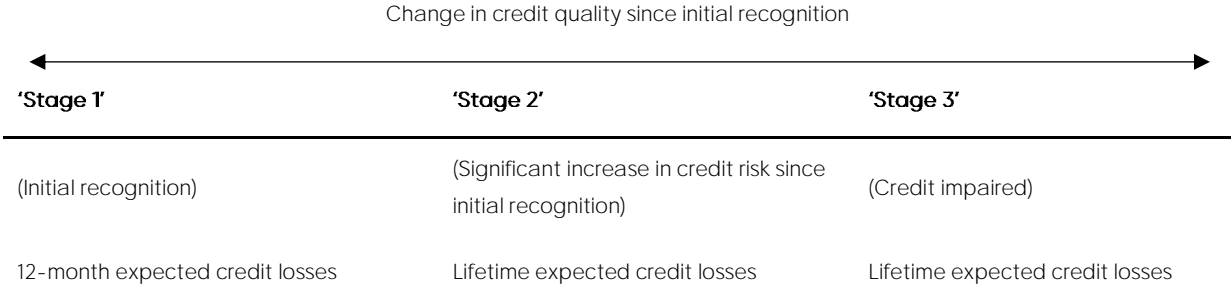 Change in credit quality since initial recognition
‘Stage 1’
‘Stage 2’
‘Stage 3’
(Initial recognition)
(Significant increase in credit risk since
initial recognition)
(Credit impaired)
12-month expected credit losses
Lifetime expected credit losses
Lifetime expected credit losses